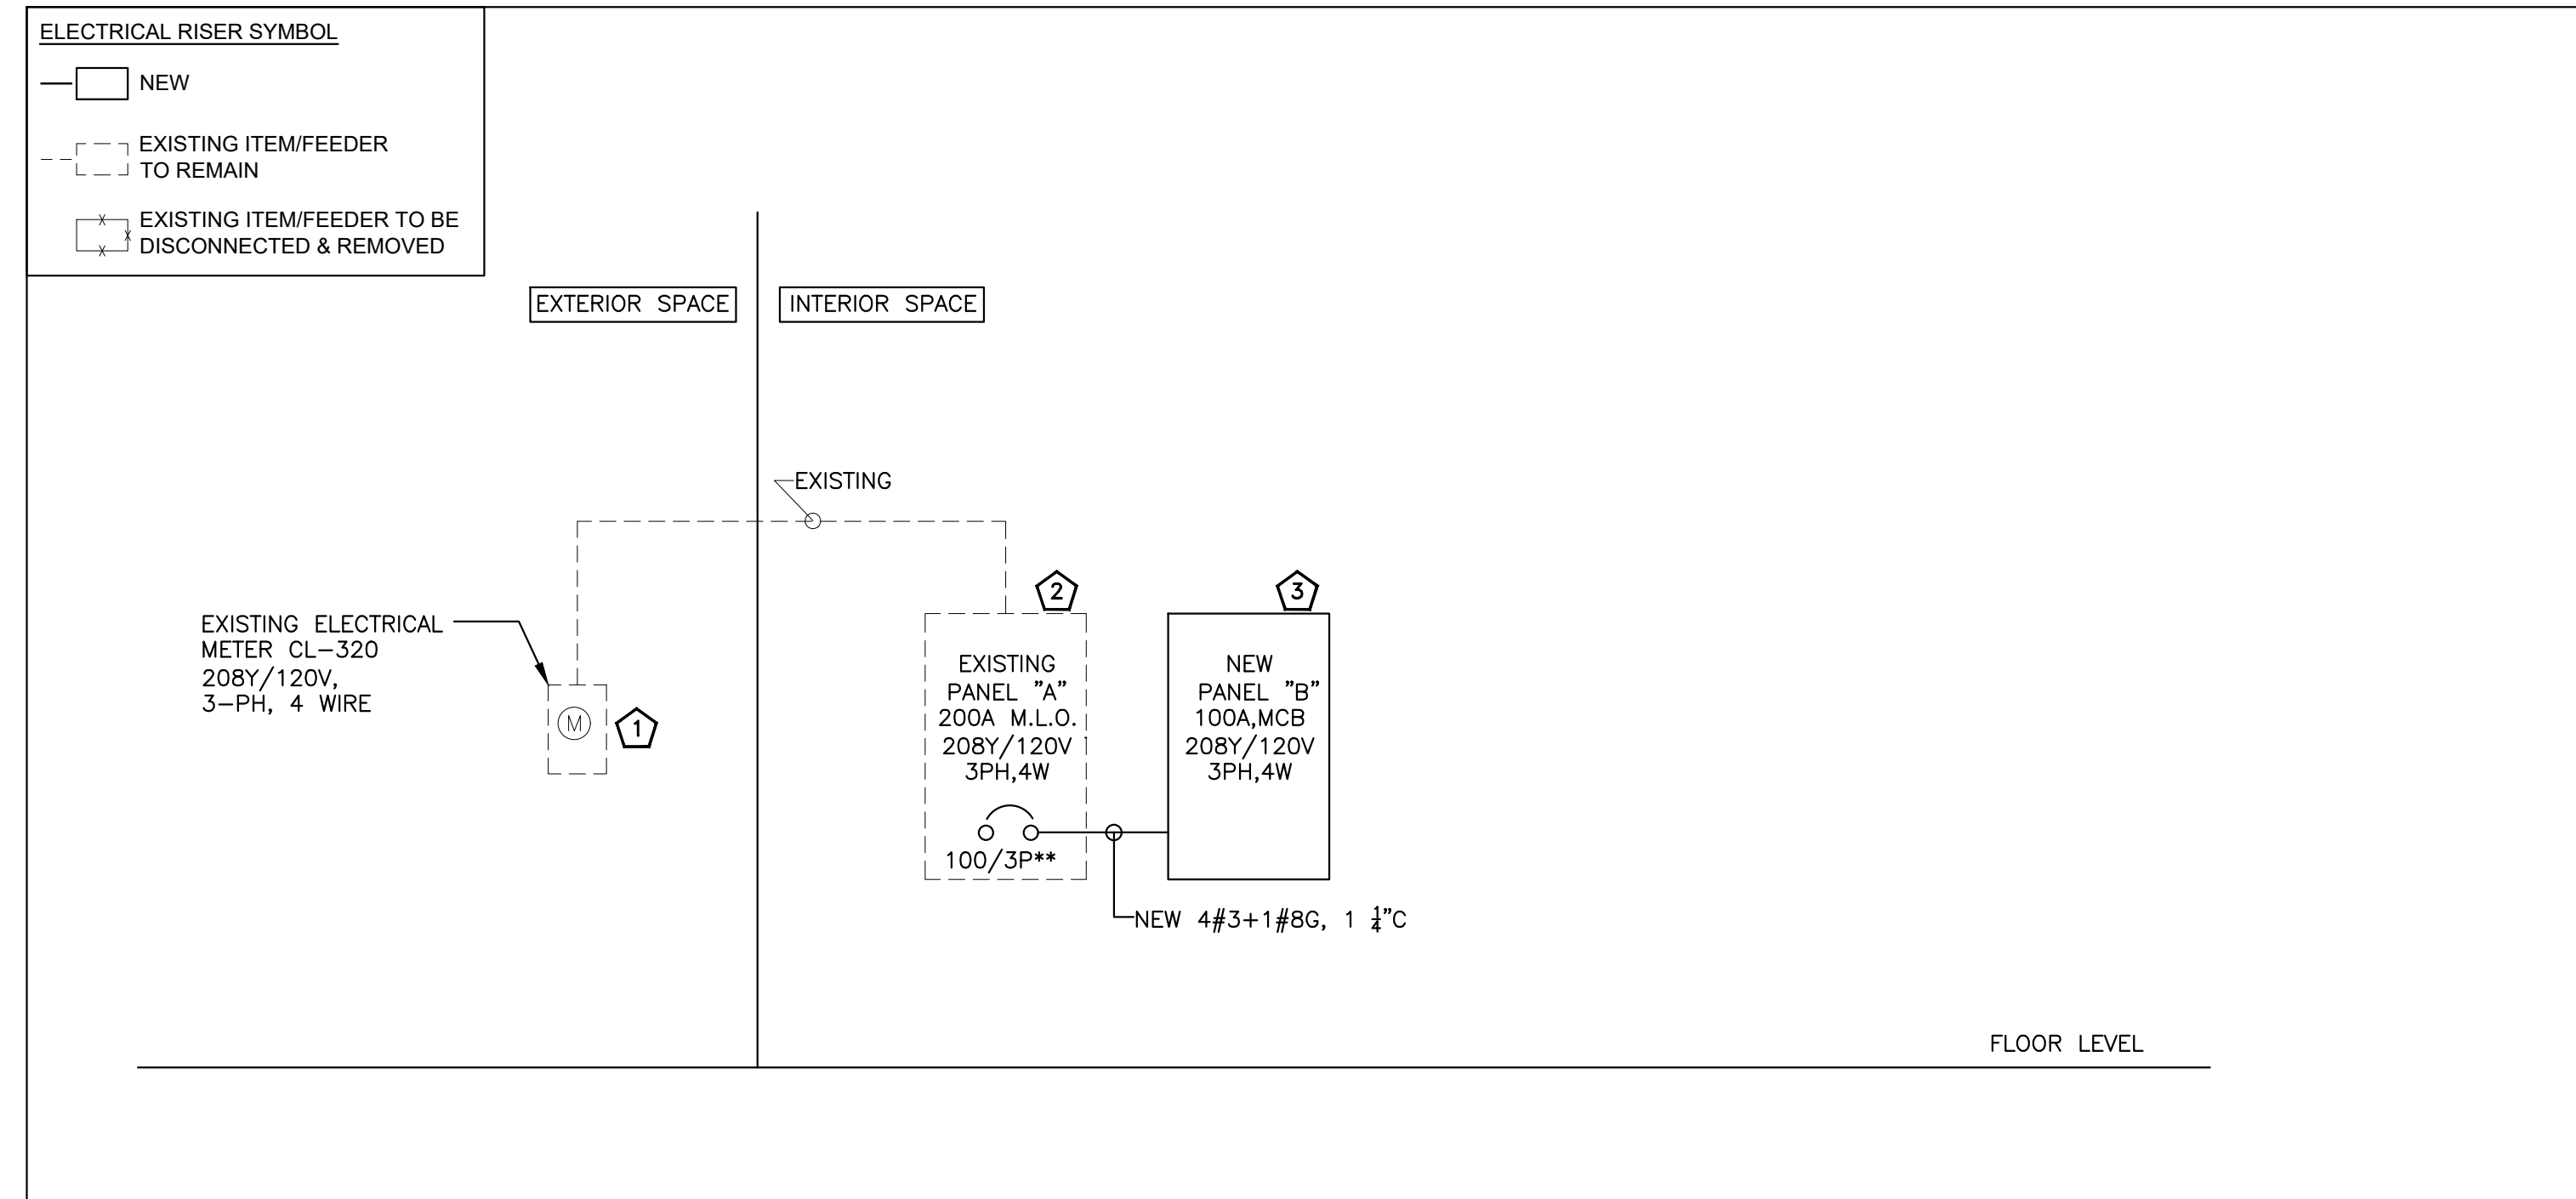 ELECTRICAL RISER SYMBOL
NEW
EXISTING ITEM/FEEDER
TO REMAIN
EXISTING ITEM/FEEDER TO BE
DISCONNECTED & REMOVED
EXTERIOR SPACE
INTERIOR SPACE
EXISTING
EXISTING ELECTRICAL
METER CL-320
208Y/120V,
3-PH, 4 WIRE
M
1
2
EXISTING
PANEL "A"
200A M.L.O.
208Y/120V
3PH,4W
100/3P**
3
NEW
PANEL "B"
100A,MCB
208Y/120V
3PH,4W
NEW 4#3+1#8G, 1 1/4"C
FLOOR LEVEL